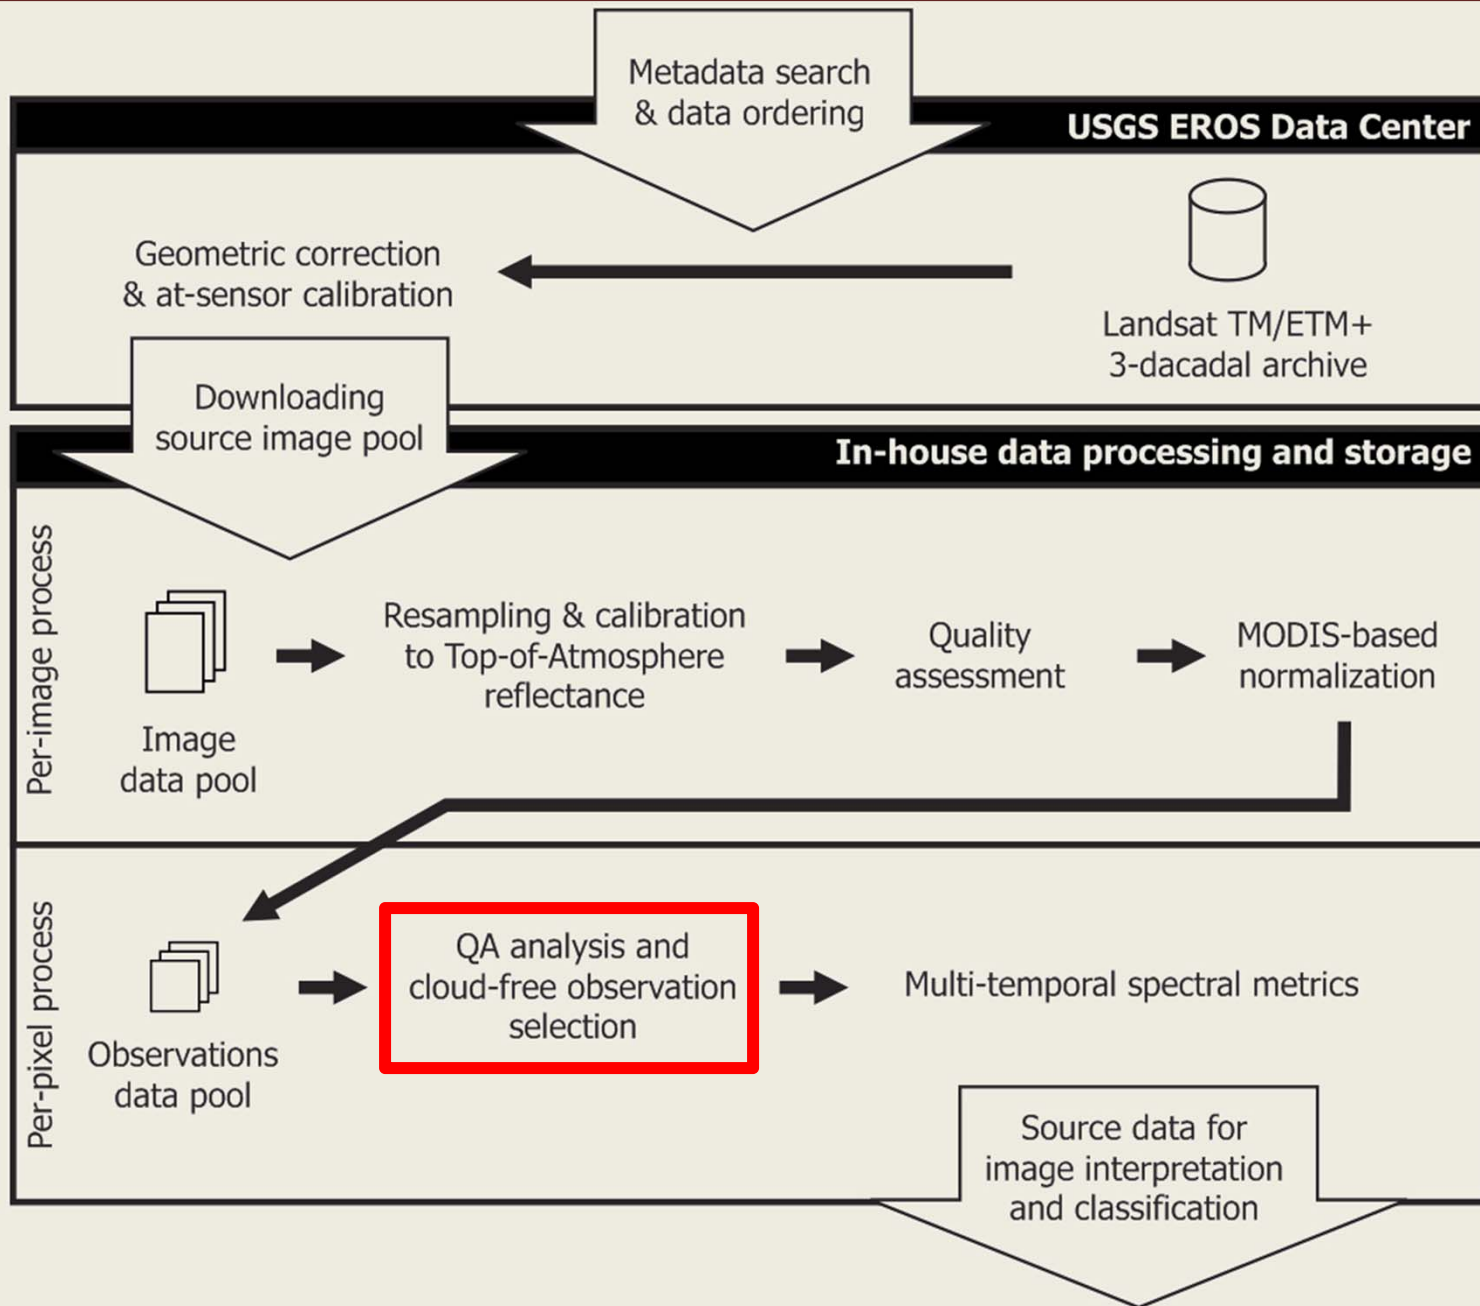 Metadata search
& data ordering
USGS EROS Data Center
Geometric correction
& at-sensor calibration
Landsat TM/ETM+
3-dacadal archive
Downloading
source image pool
In-house data processing and storage
Per-image process
Image
data pool
Resampling & calibration
to Top-of-Atmosphere
reflectance
Quality
assessment
MODIS-based
normalization
Per-pixel process
Observations
data pool
QA analysis and
cloud-free observation
selection
Multi-temporal spectral metrics
Source data for
image interpretation
and classification